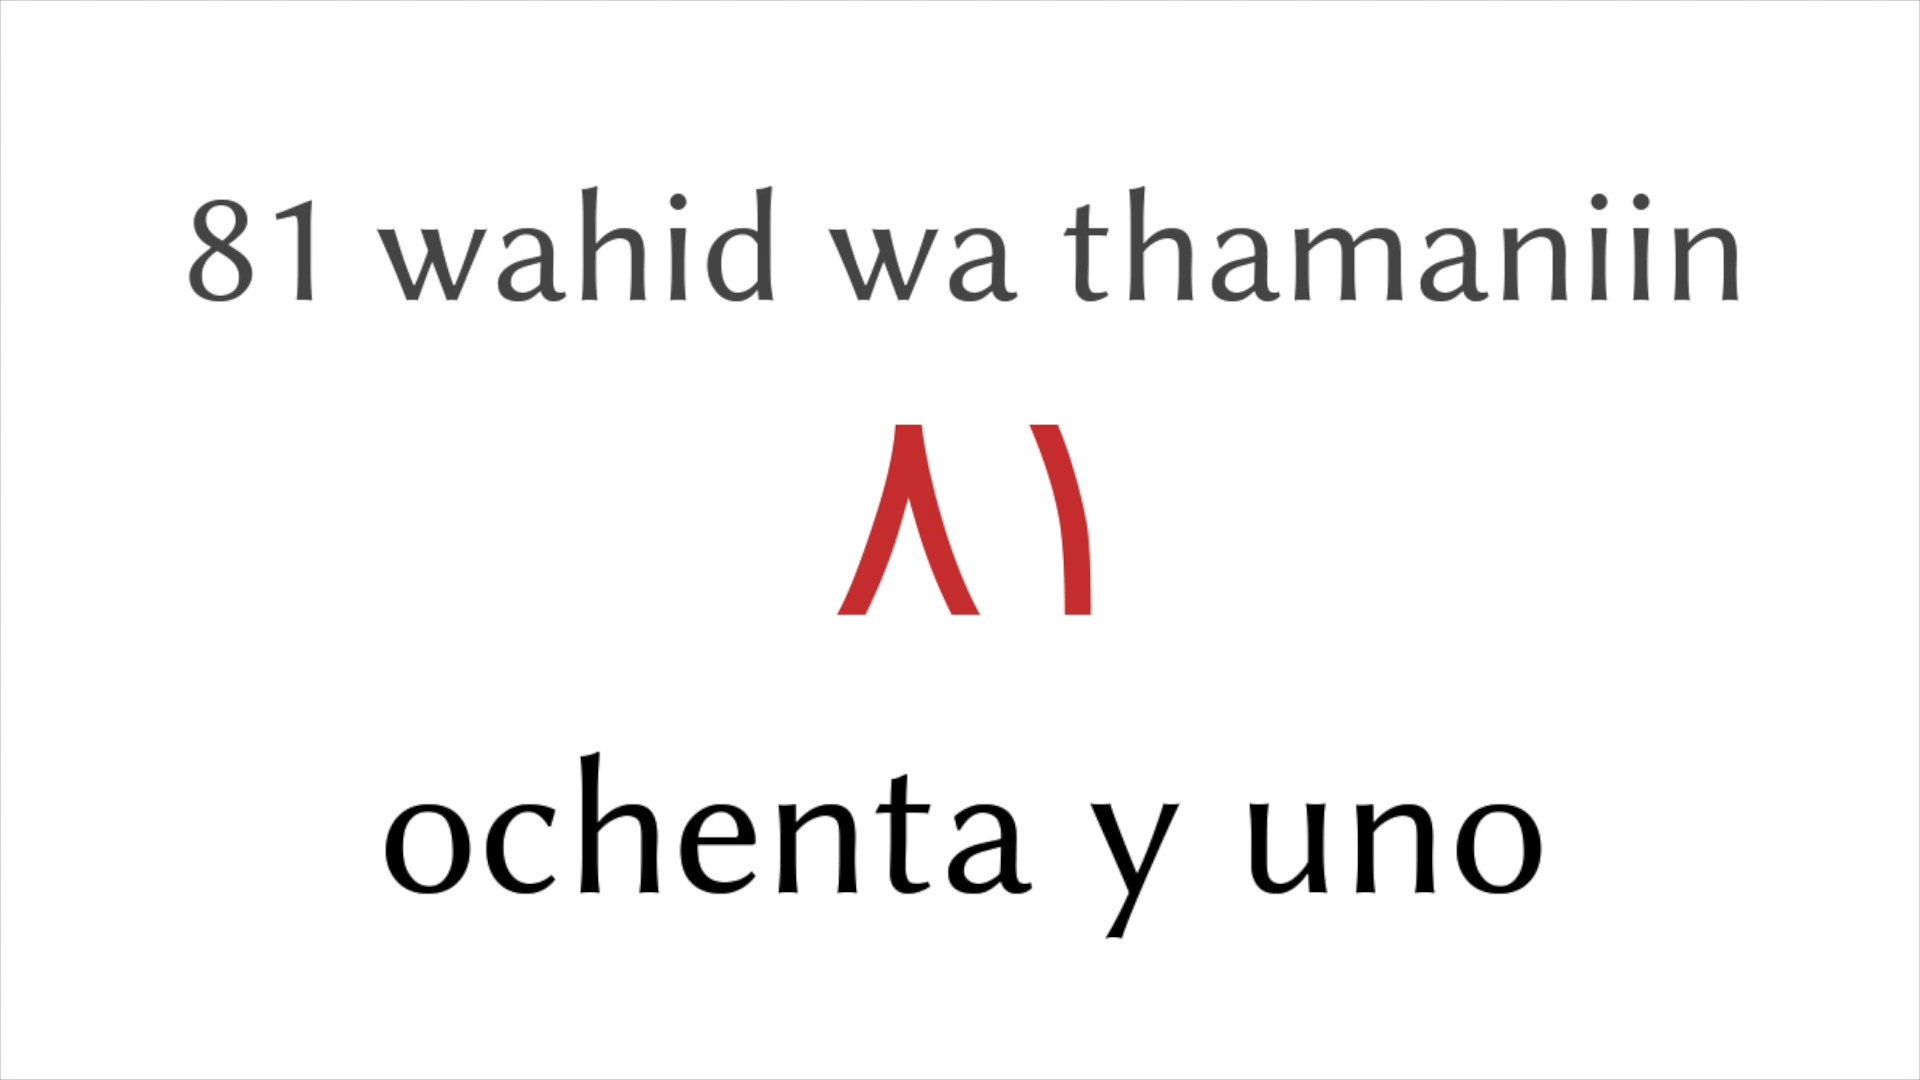 81 wahid wa thamaniin
٨١
ochenta y uno